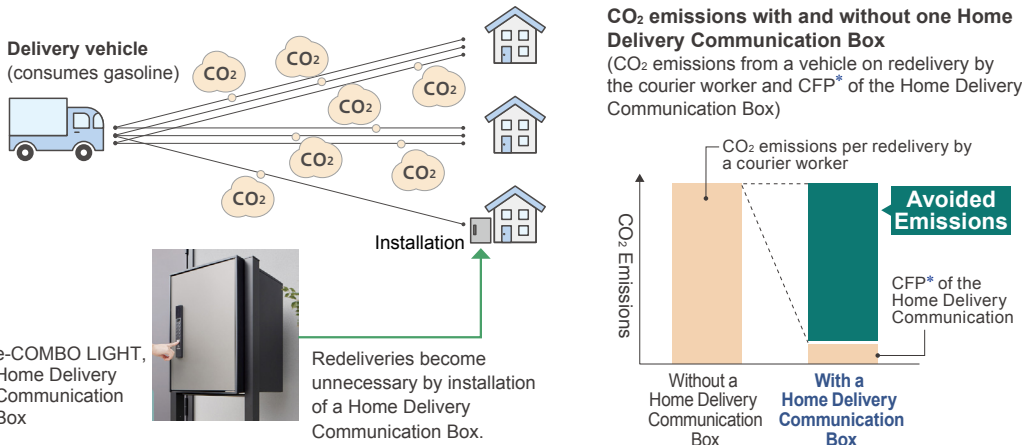 Delivery vehicle
(consumes gasoline)
CO2
CO2
CO2
CO2
CO2
CO2
CO2
Installation
e-COMBO LIGHT,
Home Delivery
Communication
Box
Redeliveries become
unnecessary by installation
of a Home Delivery
Communication Box.
CO2 emissions with and without one Home
Delivery Communication Box
(CO2 emissions from a vehicle on redelivery by
the courier worker and CFP* of the Home Delivery
Communication Box)
CO2 emissions per redelivery by
a courier worker
CO2 Emissions
Avoided
Emissions
CFP* of the
Home Delivery
Communication
Without a
Home Delivery
Communication
Box
With a
Home Delivery
Communication
Box